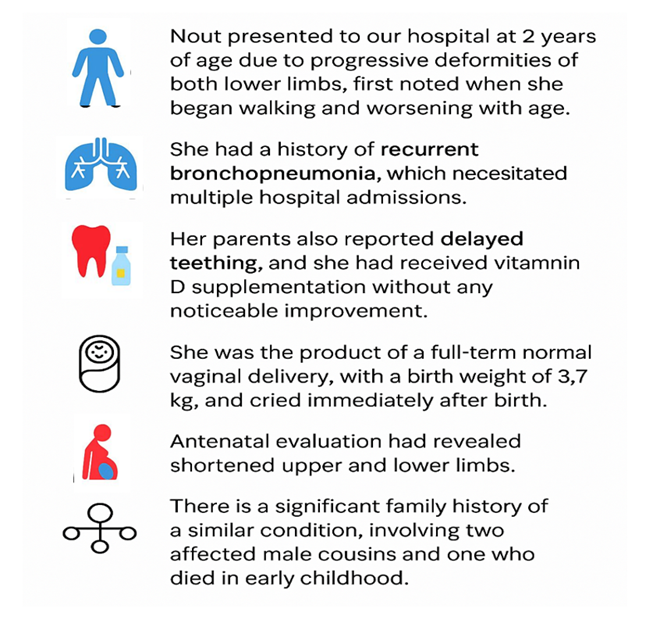 Nout presented to our hospital at 2 years
of age due to progressive deformities of
both lower limbs, first noted when she
began walking and worsening with age.
She had a history of recurrent
bronchopneumonia, which necesitated
multiple hospital admissions.
Her parents also reported delayed
teething, and she had received vitamnin
D supplementation without any
noticeable improvement.
She was the product of a full-term normal
vaginal delivery, with a birth weight of 3,7
kg, and cried immediately after birth.
Antenatal evaluation had revealed
shortened upper and lower limbs.
There is a significant family history of
a similar condition, involving two
affected male cousins and one who
died in early childhood.